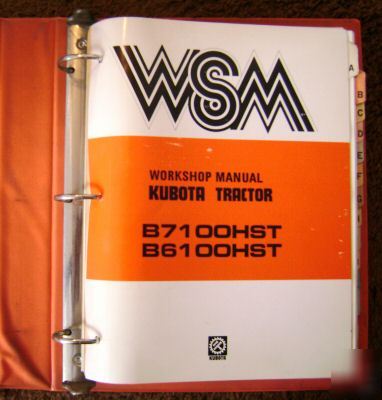 WSM
WORKSHOP MANUAL
KUBOTA TRACTOR
B7100HST
B6100HST
KUBOTA
A
B
C
D
E
F
G